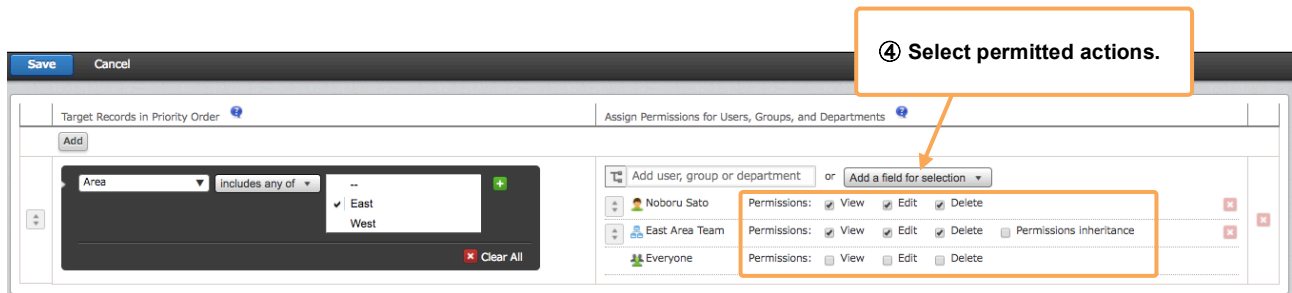 ④ Select permitted actions.
Save Cancel
Target Records in Priority Order Assign Permissions for Users, Groups, and Departments
Add
Area includes any of -- Add user, group or department or Add a field for selection
East Noboru Sato Permissions: View Edit Delete
West East Area Team Permissions: View Edit Delete Permissions inheritance
Clear All Everyone Permissions: View Edit Delete